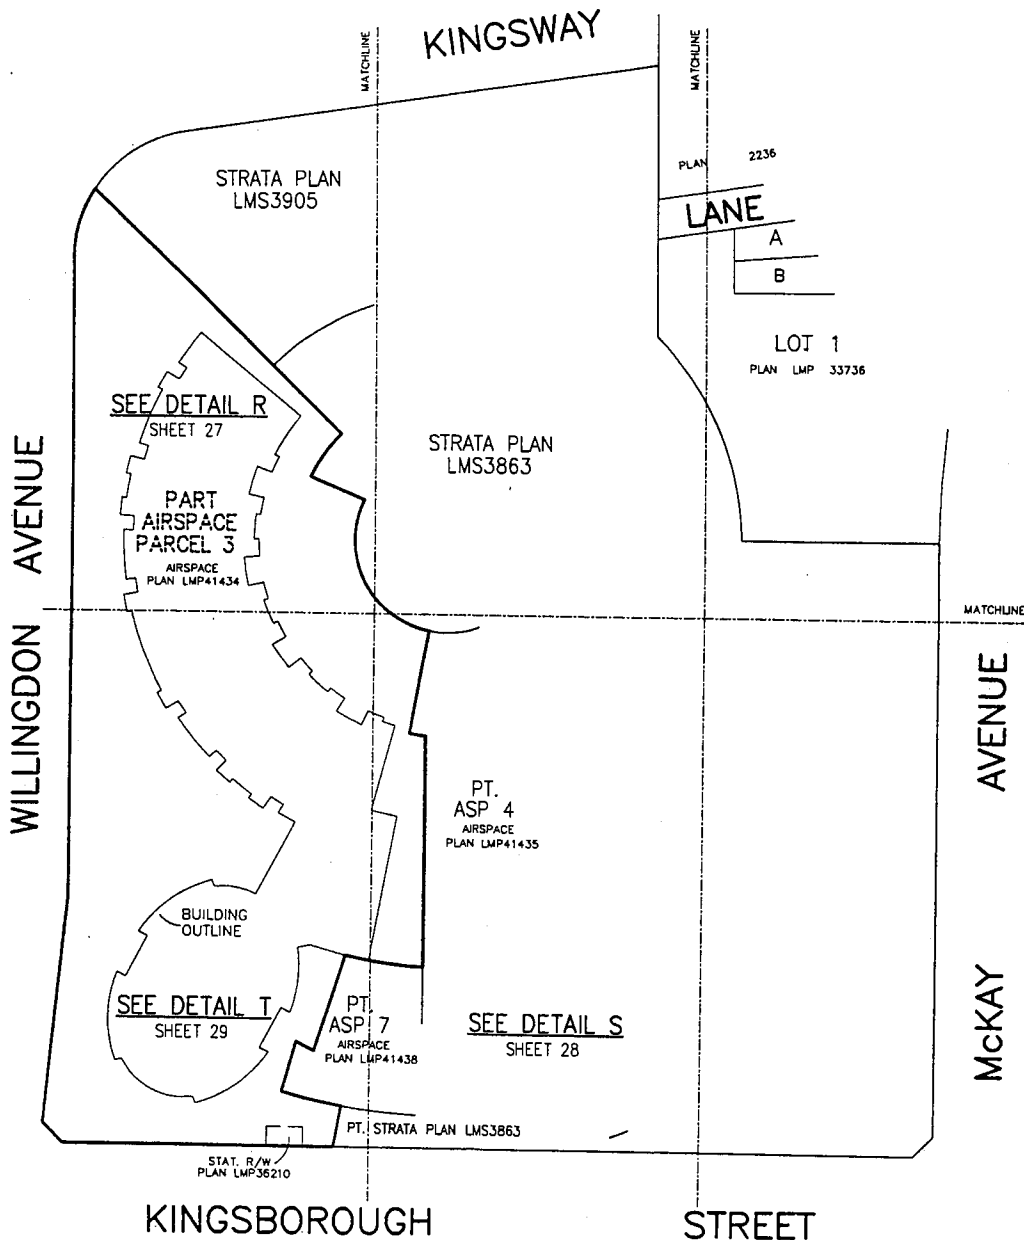 KINGSWAY
MATCHLINE
MATCHLINE
PLAN 2236
LANE
A
B
STRATA PLAN
LMS3905
LOT 1
PLAN LMP 33736
SEE DETAIL R
SHEET 27
STRATA PLAN
LMS3863
PART
AIRSPACE
PARCEL 3
AIRSPACE
PLAN LMP41434
WILLINGDON AVENUE
MATCHLINE
McKAY AVENUE
PT.
ASP 4
AIRSPACE
PLAN LMP41435
BUILDING
OUTLINE
SEE DETAIL T
SHEET 29
PT.
ASP 7
AIRSPACE
PLAN LMP41438
SEE DETAIL S
SHEET 28
PT. STRATA PLAN LMS3863
STAT. R/W
PLAN LMP36210
KINGSBOROUGH STREET